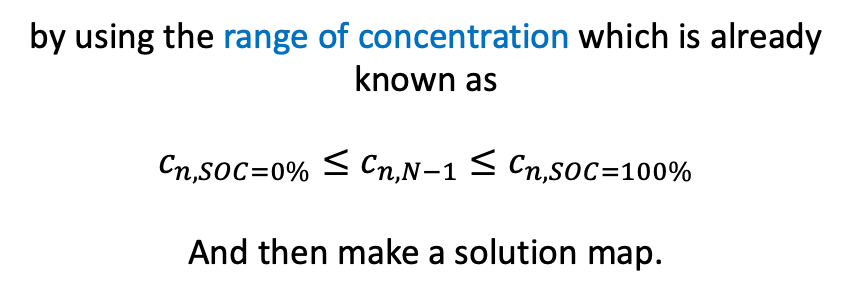 by using the range of concentration which is already
known as
c_{n,SOC=0%} ≤ c_{n,N−1} ≤ c_{n,SOC=100%}
And then make a solution map.